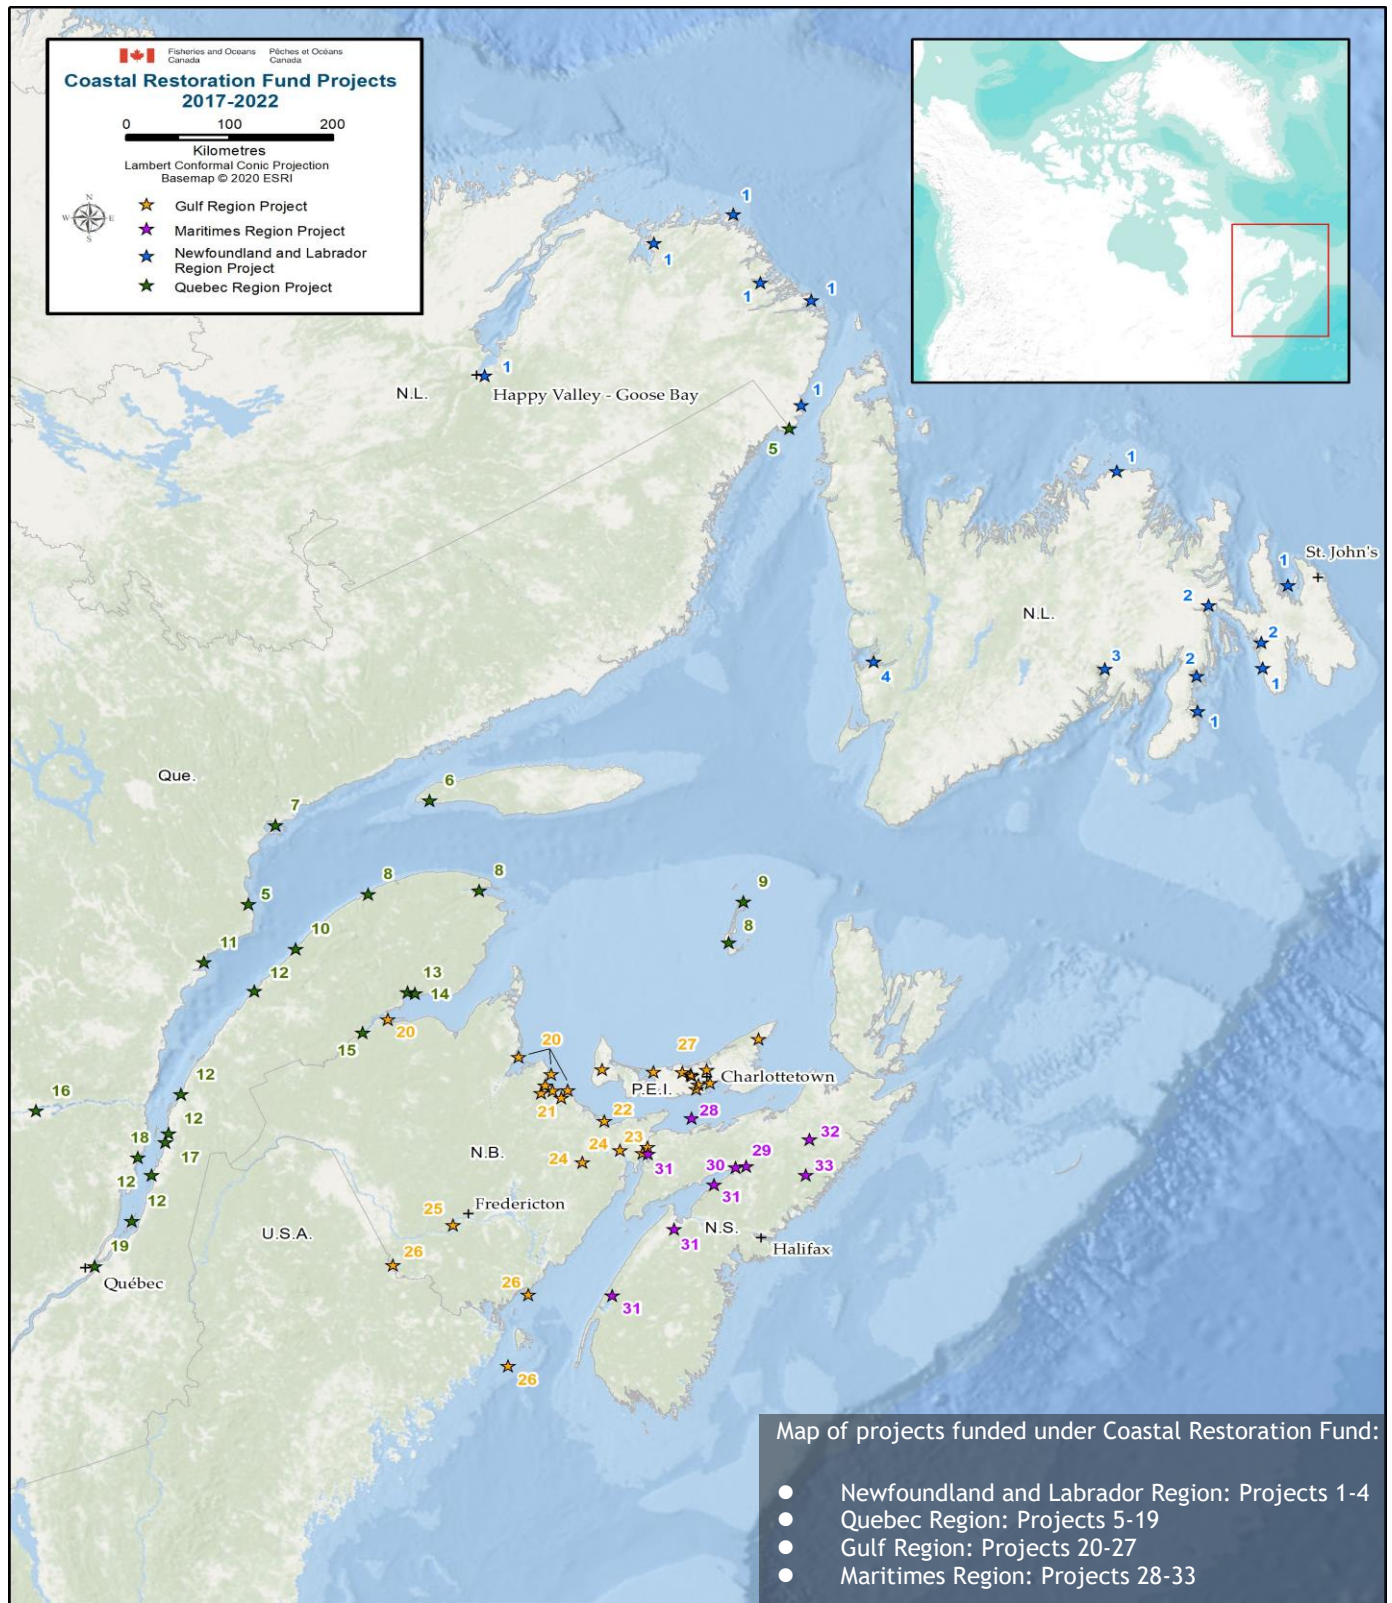 Fisheries and Oceans Canada
Pêches et Océans Canada
Coastal Restoration Fund Projects
2017-2022
0 100 200
Kilometres
Lambert Conformal Conic Projection
Basemap © 2020 ESRI
N
W E
S
Gulf Region Project
Maritimes Region Project
Newfoundland and Labrador
Region Project
Quebec Region Project
1
1
1
1
1
N.L.
Happy Valley - Goose Bay
1
5
1
St. John's
1
2
N.L.
2
3
2
4
1
1
Que.
6
7
8
8
5
9
8
10
11
12
13
14
20
15
20
27
Charlottetown
P.E.I.
12
16
21
22
28
12
18
17
23
24
32
N.B.
24
31
30
29
33
12
12
31
Fredericton
25
U.S.A.
N.S.
31
Halifax
19
26
Québec
26
31
26
Map of projects funded under Coastal Restoration Fund:
● Newfoundland and Labrador Region: Projects 1-4
● Quebec Region: Projects 5-19
● Gulf Region: Projects 20-27
● Maritimes Region: Projects 28-33